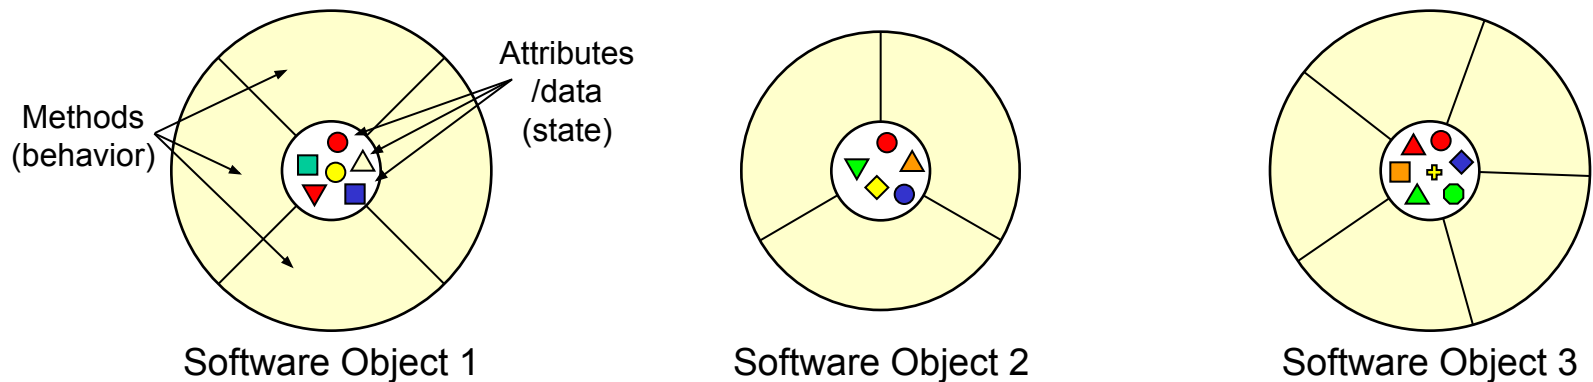 Methods
(behavior)
Attributes
/data
(state)
Software Object 1
Software Object 2
Software Object 3